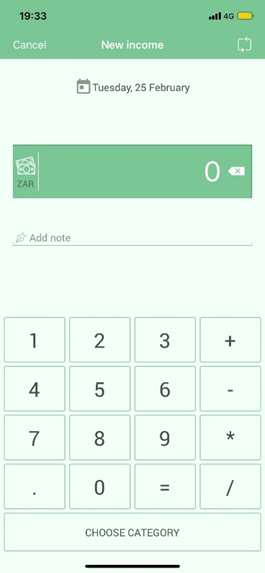 19:33 4G
Cancel New income
Tuesday, 25 February
ZAR 0
Add note
1 2 3 +
4 5 6 -
7 8 9 *
. 0 = /
CHOOSE CATEGORY